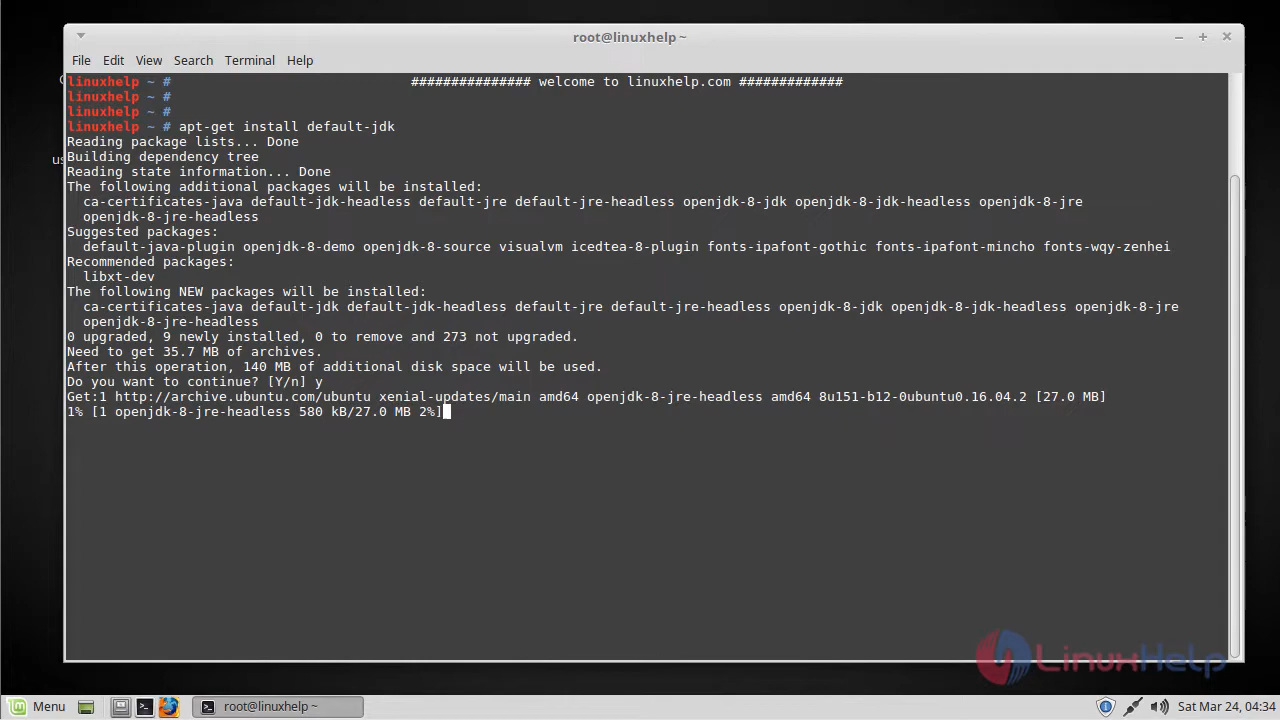 root@linuxhelp ~
File Edit View Search Terminal Help
linuxhelp ~ # ############### welcome to linuxhelp.com #############
linuxhelp ~ #
linuxhelp ~ #
linuxhelp ~ # apt-get install default-jdk
Reading package lists... Done
Building dependency tree
Reading state information... Done
The following additional packages will be installed:
ca-certificates-java default-jdk-headless default-jre default-jre-headless openjdk-8-jdk openjdk-8-jdk-headless openjdk-8-jre
openjdk-8-jre-headless
Suggested packages:
default-java-plugin openjdk-8-demo openjdk-8-source visualvm icedtea-8-plugin fonts-ipafont-gothic fonts-ipafont-mincho fonts-wqy-zenhei
Recommended packages:
libxt-dev
The following NEW packages will be installed:
ca-certificates-java default-jdk default-jdk-headless default-jre default-jre-headless openjdk-8-jdk openjdk-8-jdk-headless openjdk-8-jre
openjdk-8-jre-headless
0 upgraded, 9 newly installed, 0 to remove and 273 not upgraded.
Need to get 35.7 MB of archives.
After this operation, 140 MB of additional disk space will be used.
Do you want to continue? [Y/n] y
Get:1 http://archive.ubuntu.com/ubuntu xenial-updates/main amd64 openjdk-8-jre-headless amd64 8u151-b12-0ubuntu0.16.04.2 [27.0 MB]
1% [1 openjdk-8-jre-headless 580 kB/27.0 MB 2%]
LinuxHelp
Menu root@linuxhelp ~ Sat Mar 24, 04:34